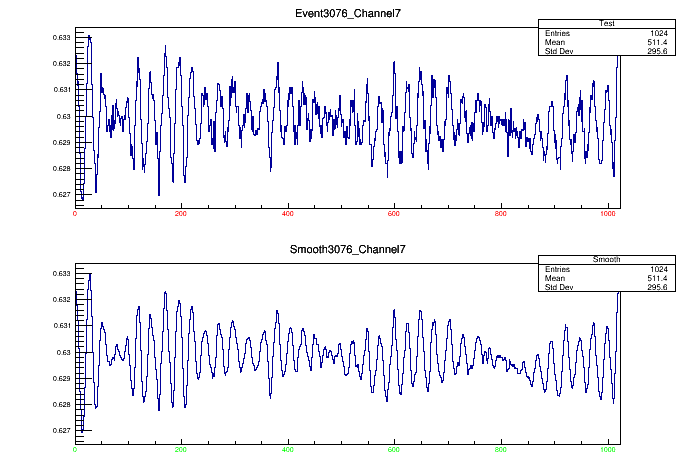 Event3076_Channel7
Test
Entries 1024
Mean 511.4
Std Dev 295.6
0.633
0.632
0.631
0.63
0.629
0.628
0.627
0 200 400 600 800 1000
Smooth3076_Channel7
Smooth
Entries 1024
Mean 511.4
Std Dev 295.6
0.633
0.632
0.631
0.63
0.629
0.628
0.627
0 200 400 600 800 1000